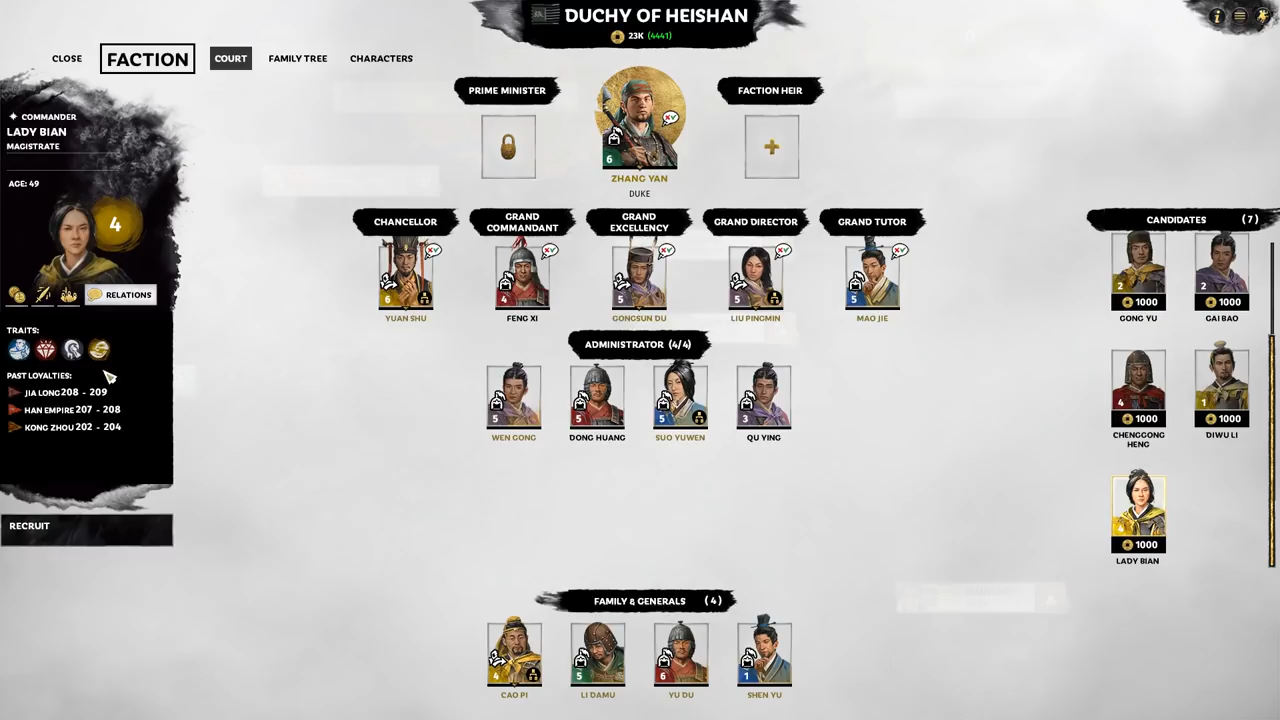 DUCHY OF HEISHAN
23K (4441)
CLOSE
FACTION
COURT
FAMILY TREE
CHARACTERS
PRIME MINISTER
FACTION HEIR
6
ZHANG YAN
DUKE
COMMANDER
LADY BIAN
MAGISTRATE
AGE: 49
4
RELATIONS
TRAITS:
PAST LOYALTIES:
JIA LONG 208 - 209
HAN EMPIRE 207 - 208
KONG ZHOU 202 - 204
RECRUIT
CHANCELLOR
GRAND
COMMANDANT
GRAND
EXCELLENCY
GRAND DIRECTOR
GRAND TUTOR
6
4
5
5
5
YUAN SHU
FENG XI
GONGSUN DU
LIU PINGMIN
MAO JIE
ADMINISTRATOR (4/4)
5
5
5
3
WEN GONG
DONG HUANG
SUO YUWEN
QU YING
FAMILY & GENERALS (4)
4
5
6
1
CAO PI
LI DAMU
YU DU
SHEN YU
CANDIDATES (7)
2
2
1000
1000
GONG YU
GAI BAO
4
1
1000
1000
CHENGGONG
HENG
DIWU LI
4
1000
LADY BIAN